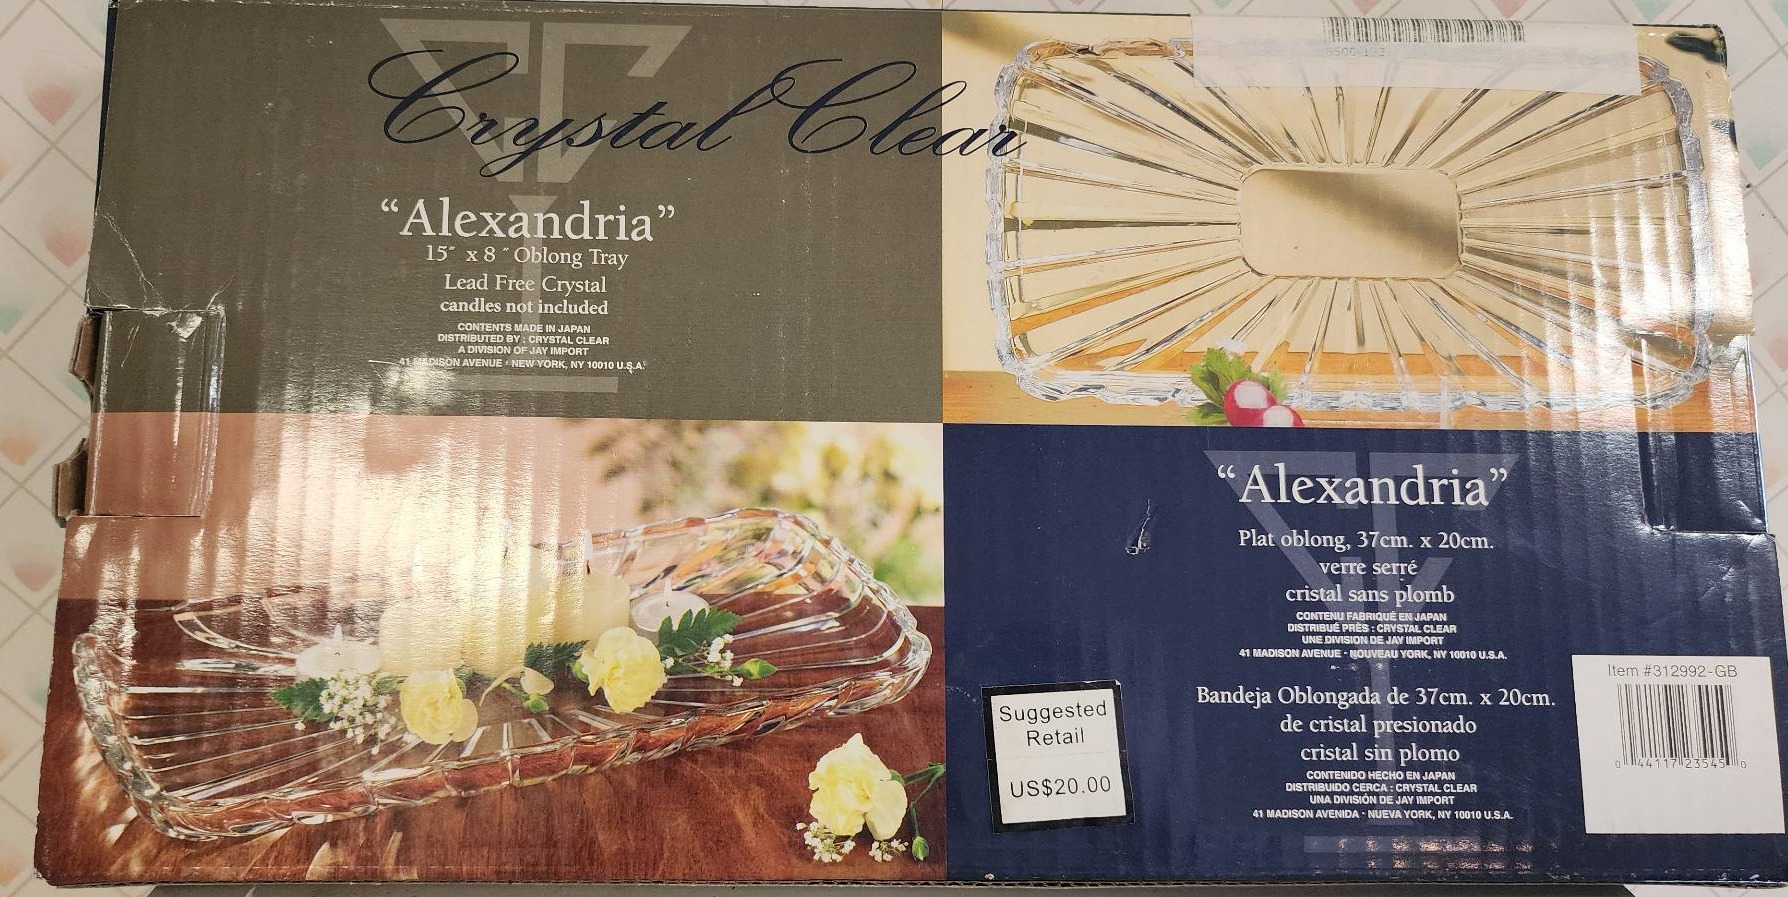 Crystal Clear
“Alexandria”
15" x 8" Oblong Tray
Lead Free Crystal
candles not included
CONTENTS MADE IN JAPAN
DISTRIBUTED BY : CRYSTAL CLEAR
A DIVISION OF JAY IMPORT
41 MADISON AVENUE · NEW YORK, NY 10010 U.S.A.
“Alexandria”
Plat oblong, 37cm. x 20cm.
verre serré
cristal sans plomb
CONTENU FABRIQUÉ EN JAPAN
DISTRIBUÉ PRÈS : CRYSTAL CLEAR
UNE DIVISION DE JAY IMPORT
41 MADISON AVENUE - NOUVEAU YORK, NY 10010 U.S.A.
Bandeja Oblongada de 37cm. x 20cm.
de cristal presionado
cristal sin plomo
CONTENIDO HECHO EN JAPAN
DISTRIBUIDO CERCA : CRYSTAL CLEAR
UNA DIVISIÓN DE JAY IMPORT
41 MADISON AVENIDA - NUEVA YORK, NY 10010 U.S.A.
Suggested
Retail
US$20.00
Item #312992-GB
0 44117 23545 0